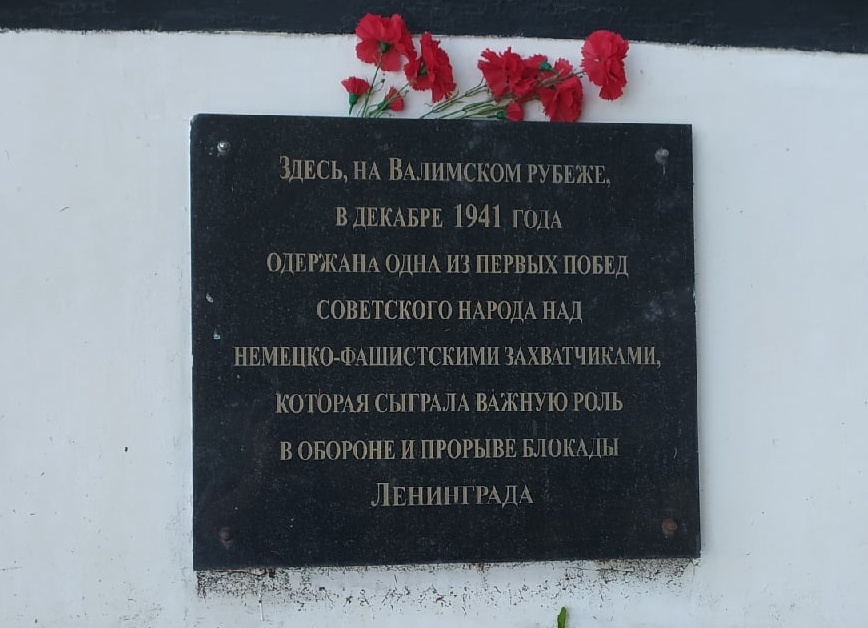 Здесь, на Валимском рубеже,
в декабре 1941 года
одержана одна из первых побед
советского народа над
немецко-фашистскими захватчиками,
которая сыграла важную роль
в обороне и прорыве блокады
Ленинграда